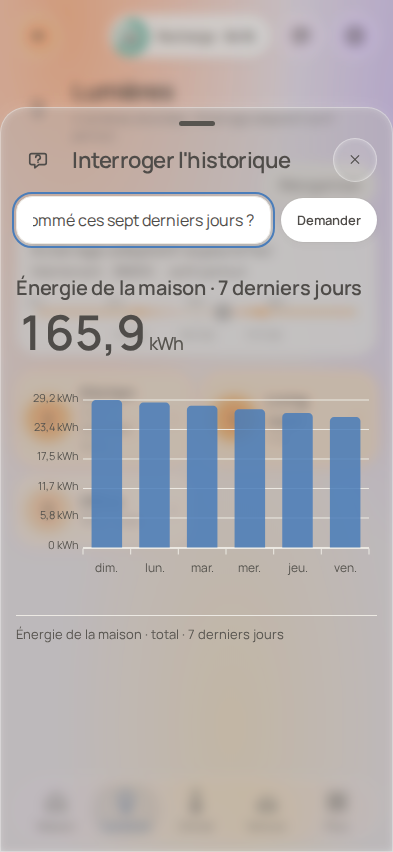 Lumières
Interroger l'historique
ommé ces sept derniers jours ?
Demander
Énergie de la maison · 7 derniers jours
165,9 kWh
29,2 kWh
23,4 kWh
17,5 kWh
11,7 kWh
5,8 kWh
0 kWh
dim. lun. mar. mer. jeu. ven.
Énergie de la maison · total · 7 derniers jours